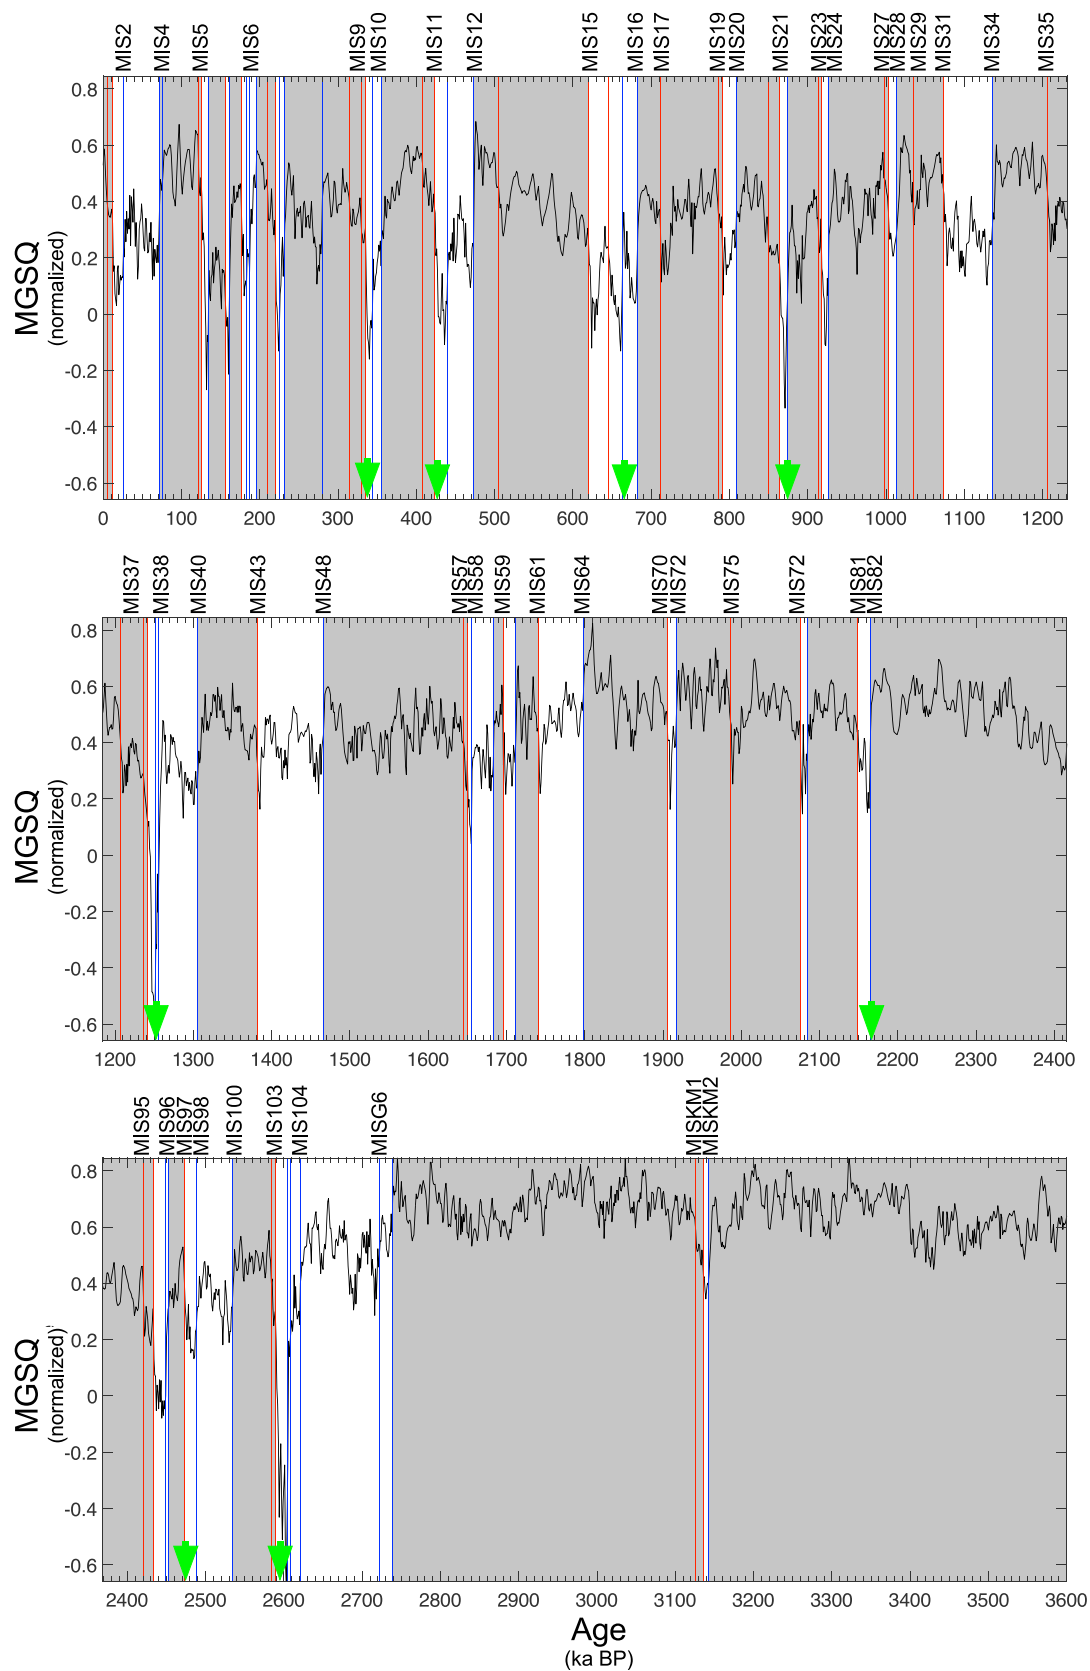 MIS2 MIS4 MIS5 MIS6 MIS9 MIS10 MIS11 MIS12 MIS15 MIS16 MIS17 MIS19 MIS20 MIS21 MIS23 MIS24 MIS27 MIS28 MIS29 MIS31 MIS34 MIS35
0.8
0.6
0.4
0.2
0
-0.2
-0.4
-0.6
MGSQ
(normalized)
0 100 200 300 400 500 600 700 800 900 1000 1100 1200
MIS37 MIS38 MIS40 MIS43 MIS48 MIS57 MIS58 MIS59 MIS61 MIS64 MIS70 MIS72 MIS75 MIS72 MIS81 MIS82
0.8
0.6
0.4
0.2
0
-0.2
-0.4
-0.6
MGSQ
(normalized)
1200 1300 1400 1500 1600 1700 1800 1900 2000 2100 2200 2300 2400
MIS95 MIS96 MIS97 MIS98 MIS100 MIS103 MIS104 MISG6 MISKM1 MISKM2
0.8
0.6
0.4
0.2
0
-0.2
-0.4
-0.6
MGSQ
(normalized)
2400 2500 2600 2700 2800 2900 3000 3100 3200 3300 3400 3500 3600
Age
(ka BP)